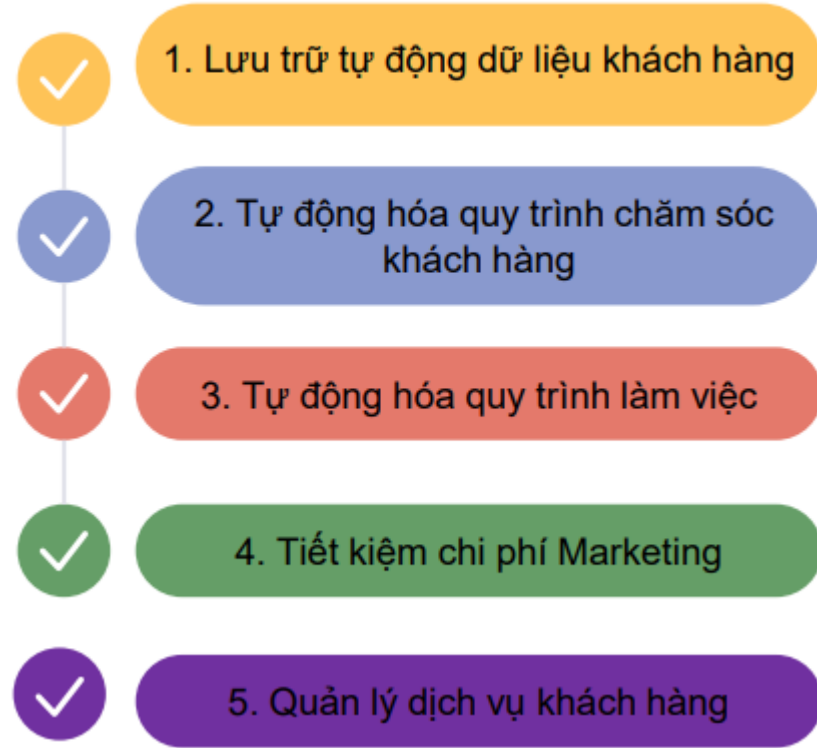 1. Lưu trữ tự động dữ liệu khách hàng
2. Tự động hóa quy trình chăm sóc
khách hàng
3. Tự động hóa quy trình làm việc
4. Tiết kiệm chi phí Marketing
5. Quản lý dịch vụ khách hàng